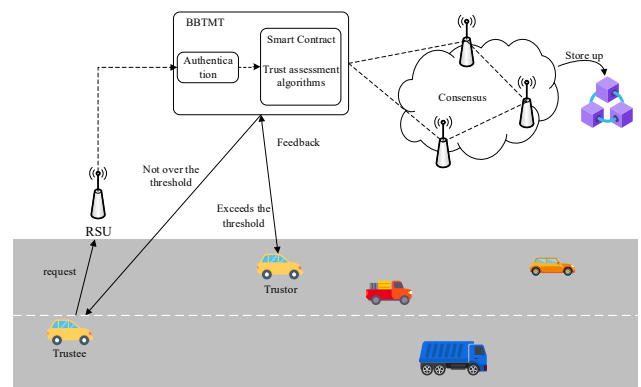 BBTMT
Smart Contract
Authentica
tion
Trust assessment
algorithms
Store up
Consensus
Feedback
Not over the
threshold
Exceeds the
threshold
RSU
request
Trustor
Trustee